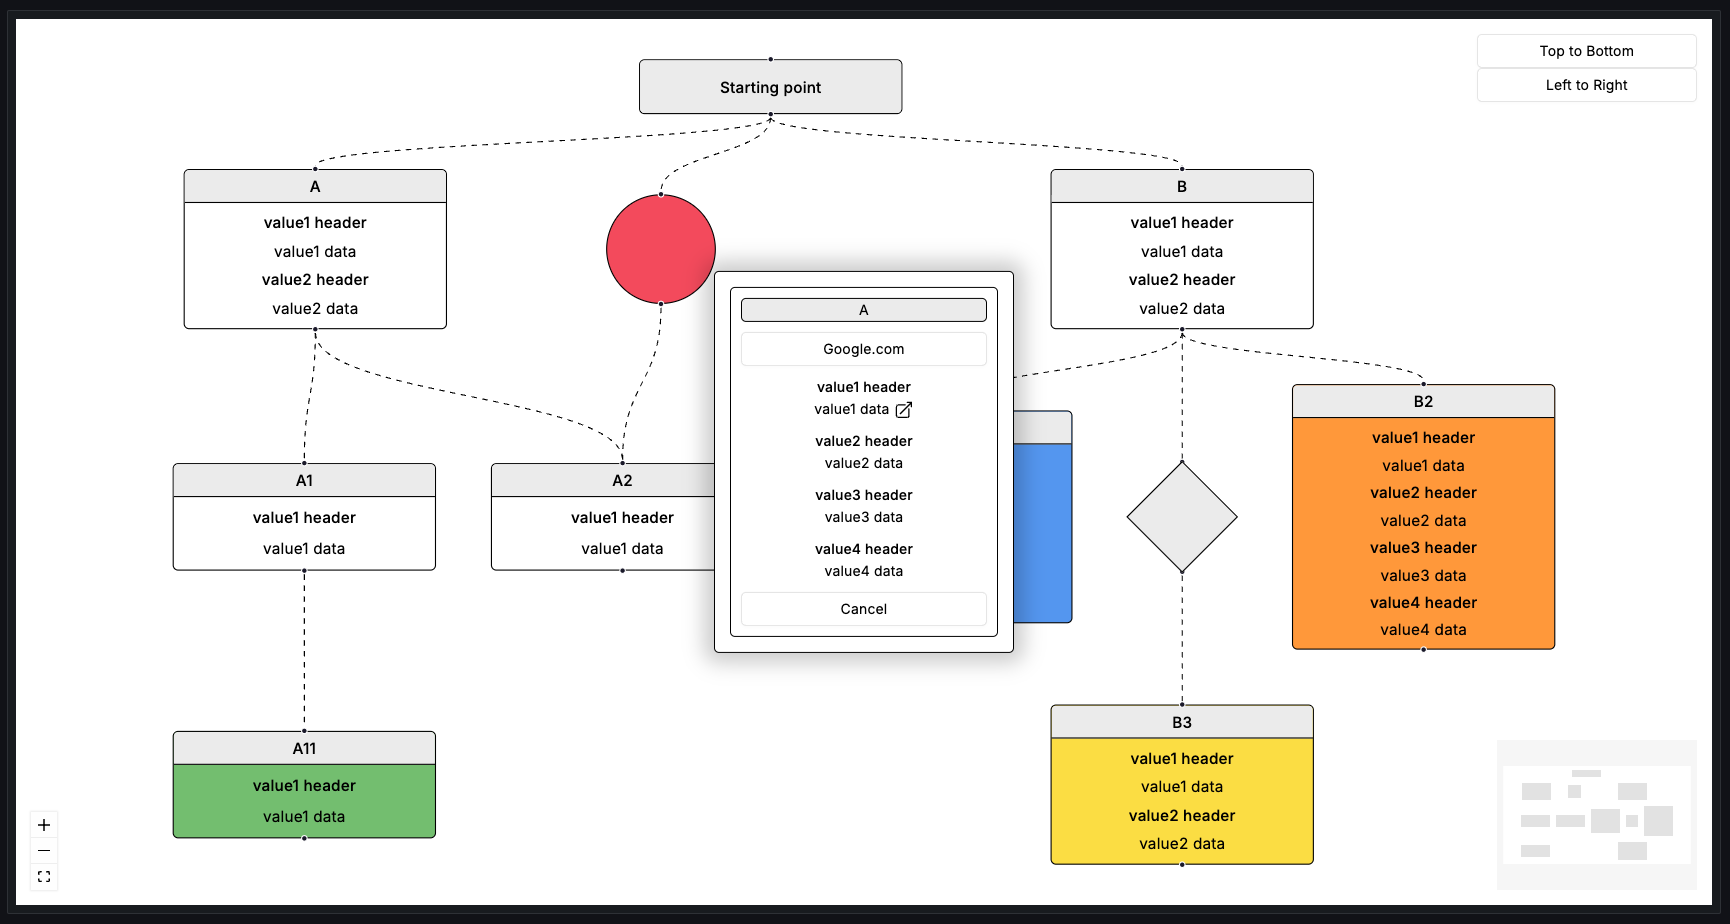 Top to Bottom
Left to Right
Starting point
A
value1 header
value1 data
value2 header
value2 data
B
value1 header
value1 data
value2 header
value2 data
A
Google.com
value1 header
value1 data
value2 header
value2 data
value3 header
value3 data
value4 header
value4 data
Cancel
A1
value1 header
value1 data
A2
value1 header
value1 data
B2
value1 header
value1 data
value2 header
value2 data
value3 header
value3 data
value4 header
value4 data
A11
value1 header
value1 data
B3
value1 header
value1 data
value2 header
value2 data